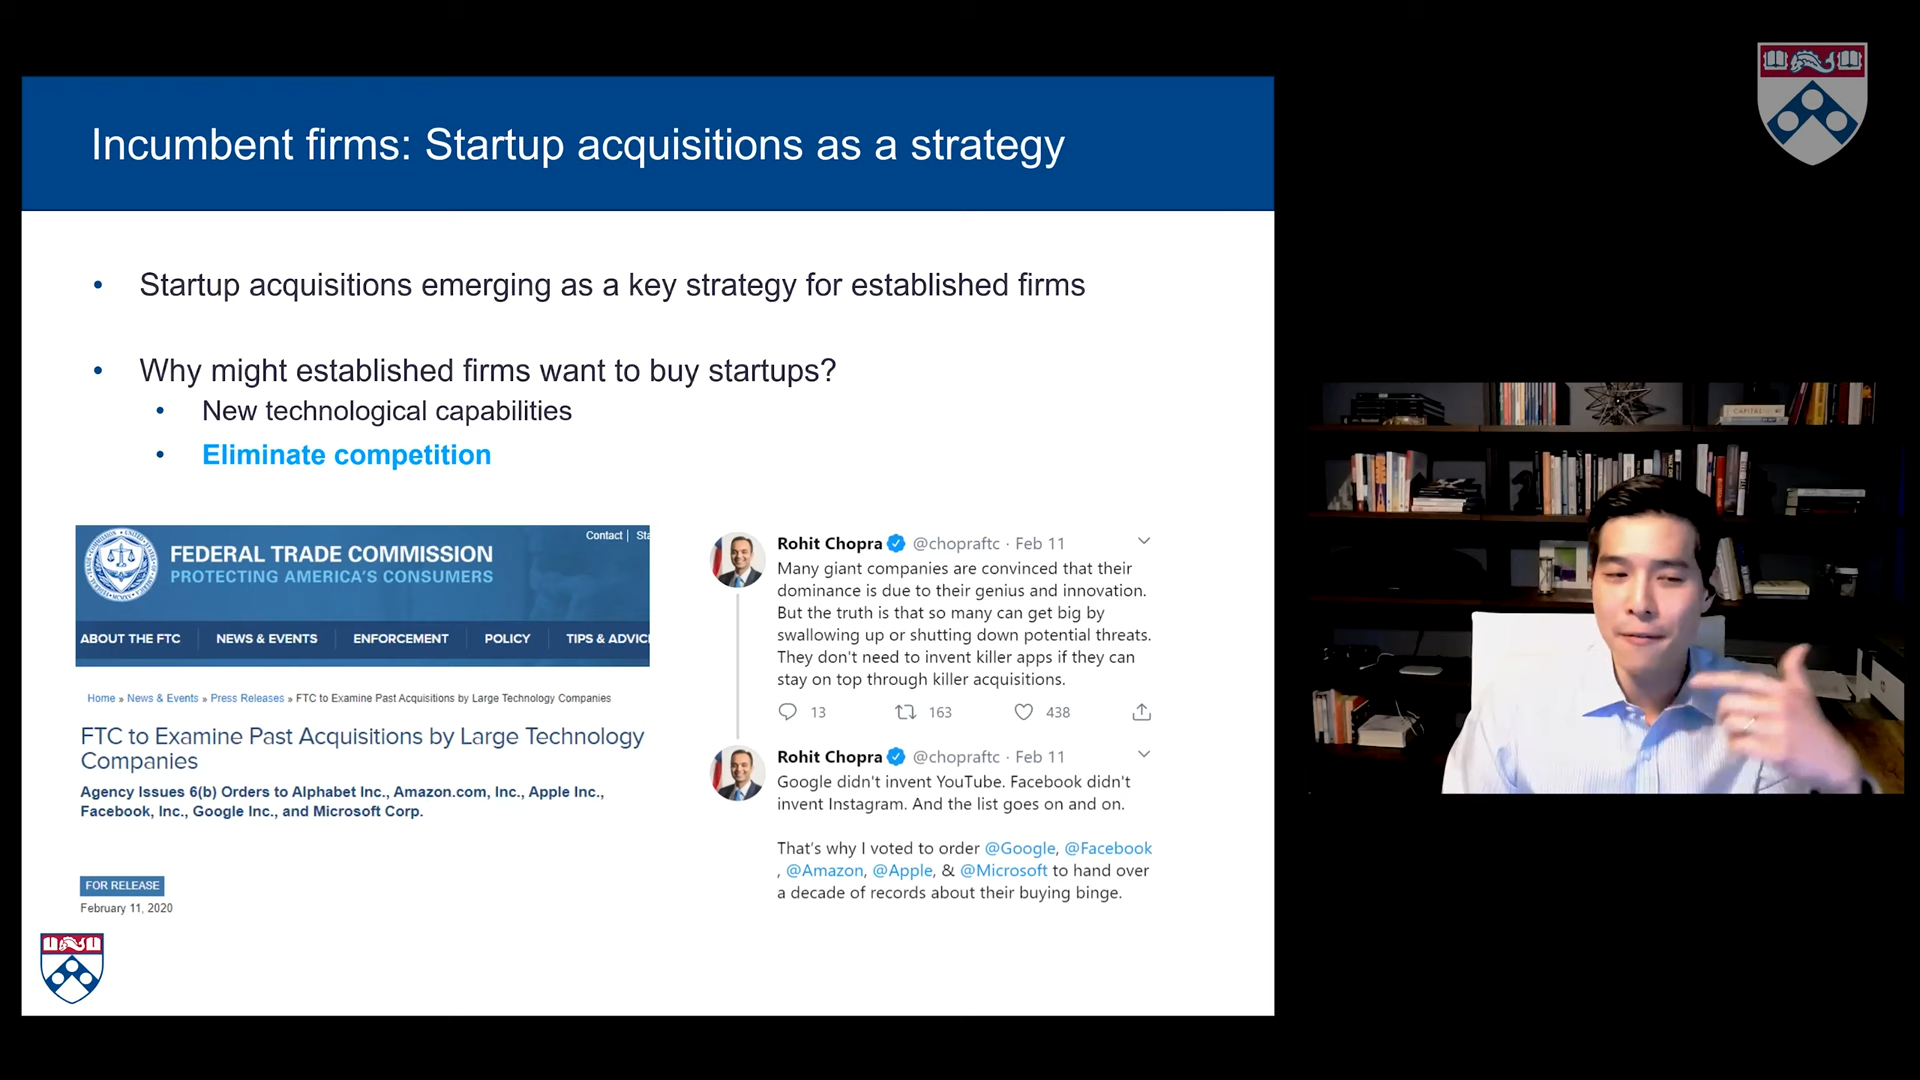 Incumbent firms: Startup acquisitions as a strategy
• Startup acquisitions emerging as a key strategy for established firms
• Why might established firms want to buy startups?
• New technological capabilities
• Eliminate competition
Contact | Sta
FEDERAL TRADE COMMISSION
PROTECTING AMERICA'S CONSUMERS
ABOUT THE FTC NEWS & EVENTS ENFORCEMENT POLICY TIPS & ADVIC
Home » News & Events » Press Releases » FTC to Examine Past Acquisitions by Large Technology Companies
FTC to Examine Past Acquisitions by Large Technology
Companies
Agency Issues 6(b) Orders to Alphabet Inc., Amazon.com, Inc., Apple Inc.,
Facebook, Inc., Google Inc., and Microsoft Corp.
FOR RELEASE
February 11, 2020
Rohit Chopra @chopraftc · Feb 11
Many giant companies are convinced that their
dominance is due to their genius and innovation.
But the truth is that so many can get big by
swallowing up or shutting down potential threats.
They don't need to invent killer apps if they can
stay on top through killer acquisitions.
13 163 438
Rohit Chopra @chopraftc · Feb 11
Google didn't invent YouTube. Facebook didn't
invent Instagram. And the list goes on and on.
That's why I voted to order @Google, @Facebook
, @Amazon, @Apple, & @Microsoft to hand over
a decade of records about their buying binge.
CAPITAL